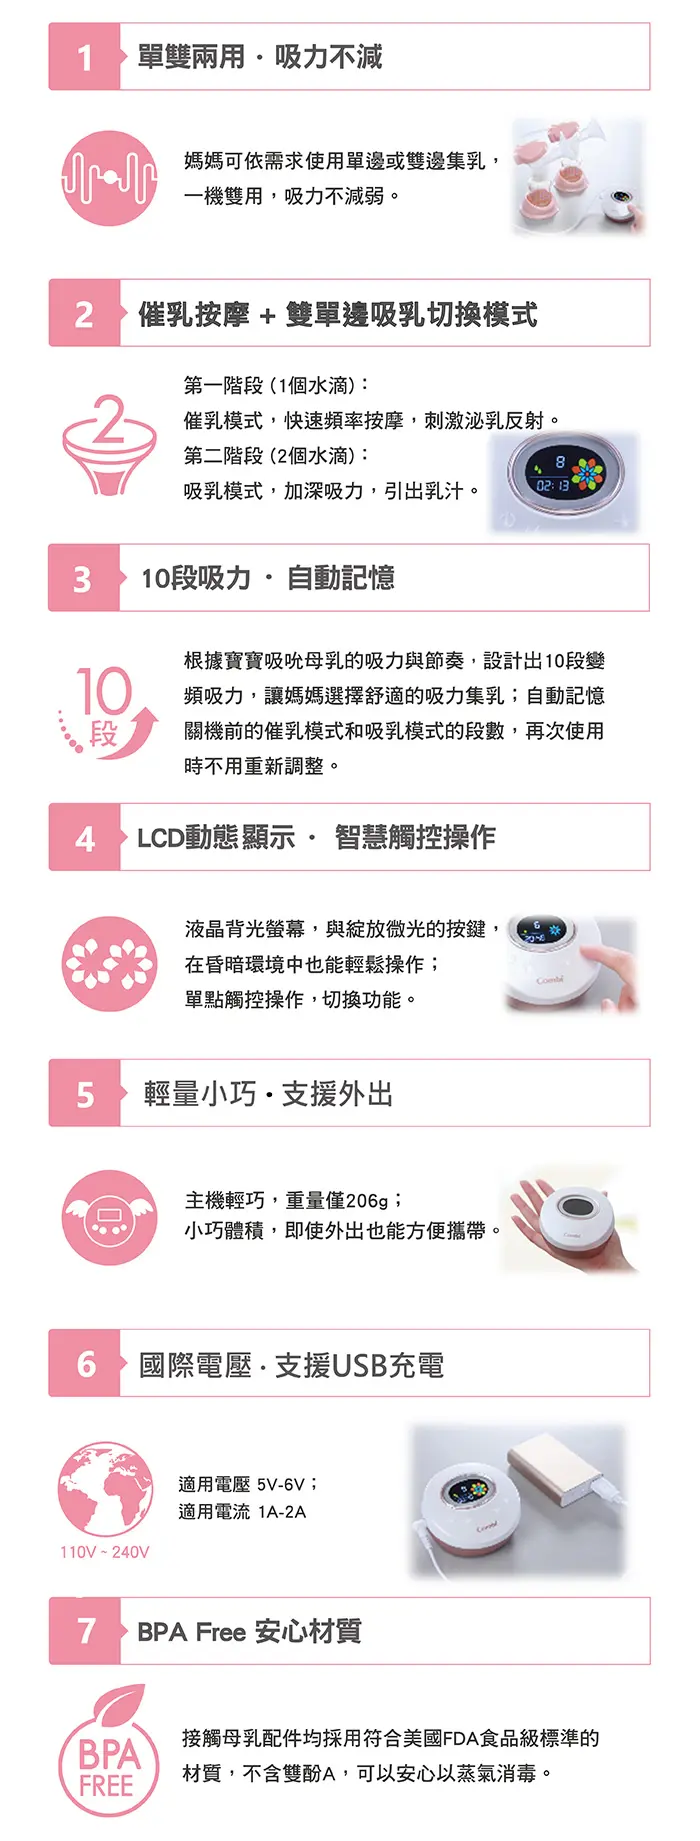 1
單雙兩用．吸力不減
媽媽可依需求使用單邊或雙邊集乳，
一機雙用，吸力不減弱。
2
催乳按摩 + 雙單邊吸乳切換模式
2
第一階段 (1個水滴)：
催乳模式，快速頻率按摩，刺激泌乳反射。
第二階段 (2個水滴)：
吸乳模式，加深吸力，引出乳汁。
8
02:13
3
10段吸力 ． 自動記憶
10
段
根據寶寶吸吮母乳的吸力與節奏，設計出10段變
頻吸力，讓媽媽選擇舒適的吸力集乳；自動記憶
關機前的催乳模式和吸乳模式的段數，再次使用
時不用重新調整。
4
LCD動態顯示 ． 智慧觸控操作
液晶背光螢幕，與綻放微光的按鍵，
在昏暗環境中也能輕鬆操作；
單點觸控操作，切換功能。
6
Combi
5
輕量小巧．支援外出
主機輕巧，重量僅206g；
小巧體積，即使外出也能方便攜帶。
Combi
6
國際電壓．支援USB充電
適用電壓 5V-6V；
適用電流 1A-2A
110V ~ 240V
Combi
7
BPA Free 安心材質
BPA
FREE
接觸母乳配件均採用符合美國FDA食品級標準的
材質，不含雙酚A，可以安心以蒸氣消毒。